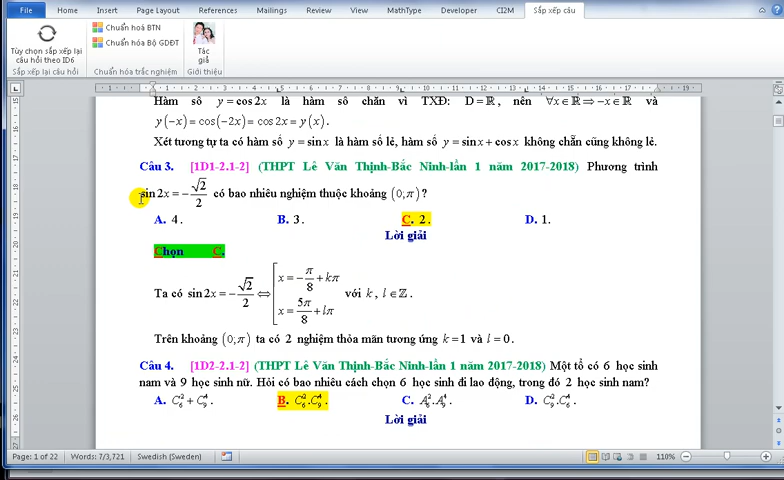 File Home Insert Page Layout References Mailings Review View MathType Developer CI2M Sắp xếp câu
Tùy chọn sắp xếp lại câu hỏi theo ID6
Chuẩn hoá BTN
Chuẩn hoá Bộ GDĐT
Tác giả
Sắp xếp lại câu hỏi Chuẩn hoá trắc nghiệm Giới thiệu
Hàm số y = cos 2x là hàm số chẵn vì TXĐ: D = ℝ, nên ∀x ∈ ℝ ⇒ −x ∈ ℝ và
y(−x) = cos(−2x) = cos 2x = y(x).
Xét tương tự ta có hàm số y = sin x là hàm số lẻ, hàm số y = sin x + cos x không chẵn cũng không lẻ.
Câu 3. [1D1-2.1-2] (THPT Lê Văn Thịnh-Bắc Ninh-lần 1 năm 2017-2018) Phương trình
sin 2x = −√2/2 có bao nhiêu nghiệm thuộc khoảng (0;π)?
A. 4. B. 3. C. 2. D. 1.
Lời giải
Chọn C.
Ta có sin 2x = −√2/2 ⇔ [ x = −π/8 + kπ
x = 5π/8 + lπ với k, l ∈ ℤ.
Trên khoảng (0;π) ta có 2 nghiệm thỏa mãn tương ứng k = 1 và l = 0.
Câu 4. [1D2-2.1-2] (THPT Lê Văn Thịnh-Bắc Ninh-lần 1 năm 2017-2018) Một tổ có 6 học sinh
nam và 9 học sinh nữ. Hỏi có bao nhiêu cách chọn 6 học sinh đi lao động, trong đó 2 học sinh nam?
A. C₆² + C₉⁴. B. C₆².C₉⁴. C. A₆².A₉⁴. D. C₉².C₆⁴.
Lời giải
Page: 1 of 22 Words: 7/3,721 Swedish (Sweden) 110%